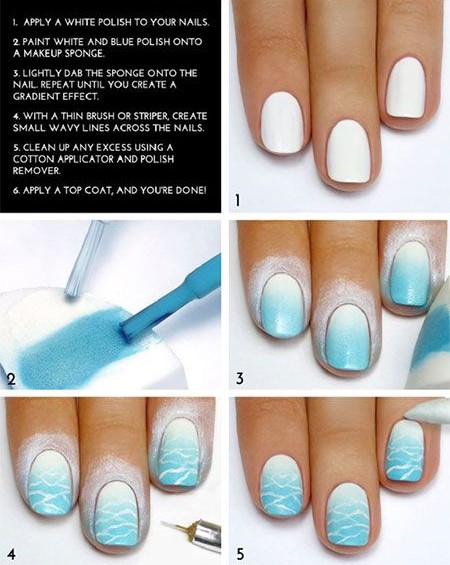 1. APPLY A WHITE POLISH TO YOUR NAILS.
2. PAINT WHITE AND BLUE POLISH ONTO
A MAKEUP SPONGE.
3. LIGHTLY DAB THE SPONGE ONTO THE
NAIL. REPEAT UNTIL YOU CREATE A
GRADIENT EFFECT.
4. WITH A THIN BRUSH OR STRIPER, CREATE
SMALL WAVY LINES ACROSS THE NAILS.
5. CLEAN UP ANY EXCESS USING A
COTTON APPLICATOR AND POLISH
REMOVER.
6. APPLY A TOP COAT, AND YOU'RE DONE!
1
2
3
4
5